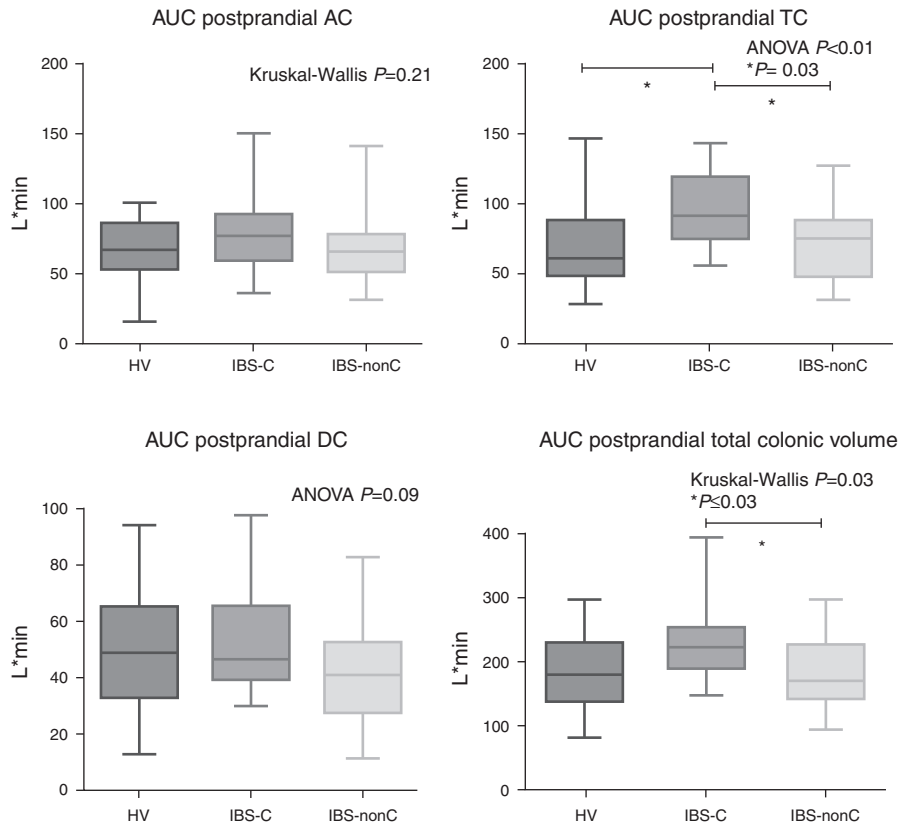 AUC postprandial AC
Kruskal-Wallis P=0.21
200
150
100
50
0
L*min
HV
IBS-C
IBS-nonC
AUC postprandial TC
ANOVA P<0.01
*P= 0.03
*
*
200
150
100
50
0
L*min
HV
IBS-C
IBS-nonC
AUC postprandial DC
ANOVA P=0.09
100
80
60
40
20
0
L*min
HV
IBS-C
IBS-nonC
AUC postprandial total colonic volume
Kruskal-Wallis P=0.03
*P≤0.03
*
400
300
200
100
0
L*min
HV
IBS-C
IBS-nonC